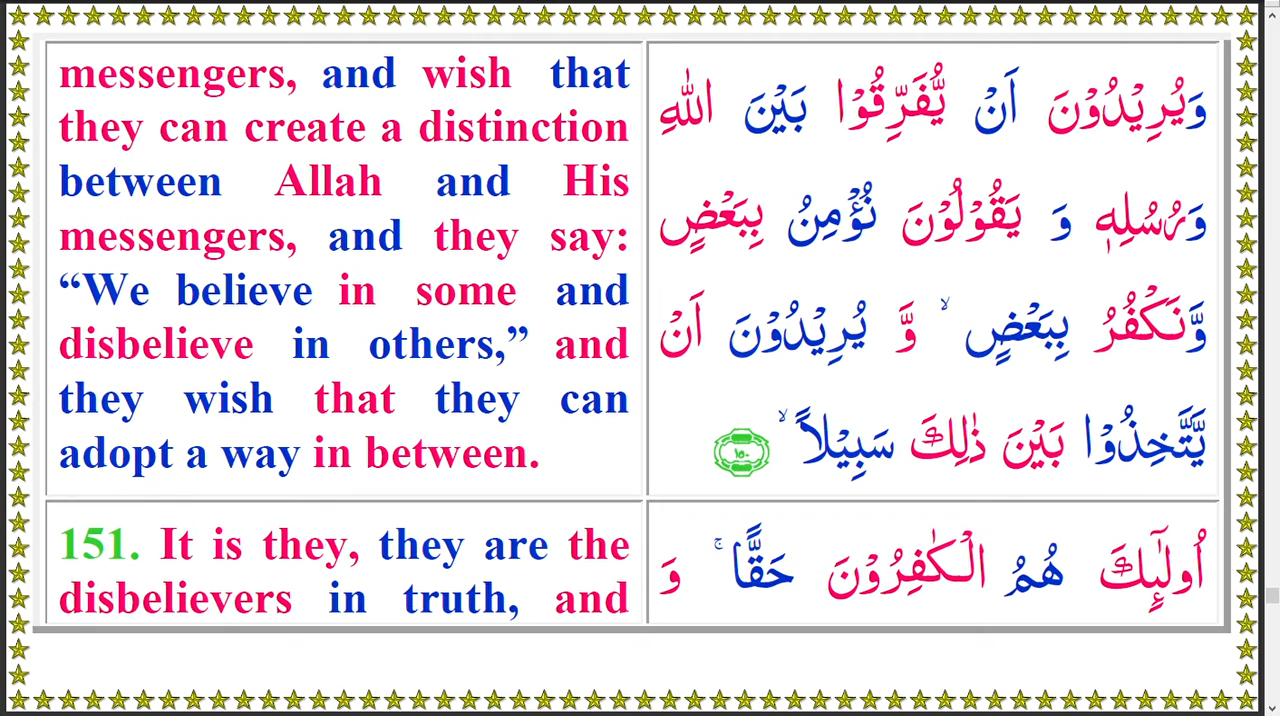 messengers, and wish that
they can create a distinction
between Allah and His
messengers, and they say:
“We believe in some and
disbelieve in others,” and
they wish that they can
adopt a way in between.
وَيُرِيْدُوْنَ اَنْ يُّفَرِّقُوْا بَيْنَ اللّٰهِ
وَرُسُلِهٖ وَ يَقُوْلُوْنَ نُؤْمِنُ بِبَعْضٍ
وَّنَكْفُرُ بِبَعْضٍ ۙ وَّ يُرِيْدُوْنَ اَنْ
يَّتَّخِذُوْا بَيْنَ ذٰلِكَ سَبِيْلاً ۙ ١٥٠
151. It is they, they are the
disbelievers in truth, and
اُولٰٓئِكَ هُمُ الْكٰفِرُوْنَ حَقًّا ۚ وَ